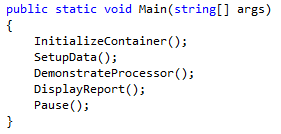 public static void Main(string[] args)
{
    InitializeContainer();
    SetupData();
    DemonstrateProcessor();
    DisplayReport();
    Pause();
}